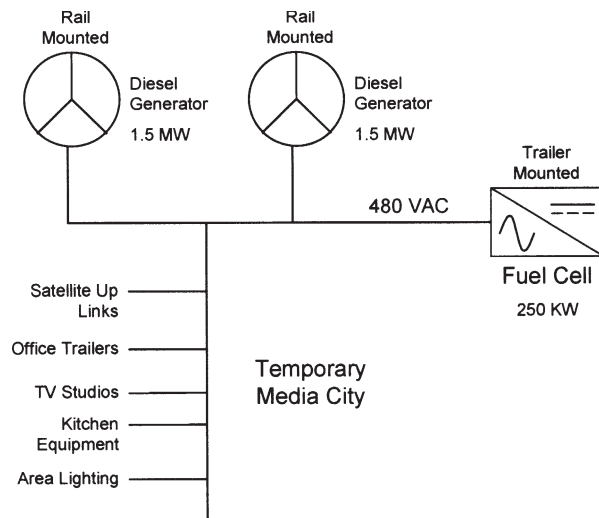 Rail
Mounted
Rail
Mounted
Diesel
Generator
1.5 MW
Diesel
Generator
1.5 MW
Trailer
Mounted
480 VAC
Fuel Cell
250 KW
Satellite Up
Links
Office Trailers
TV Studios
Kitchen
Equipment
Area Lighting
Temporary
Media City